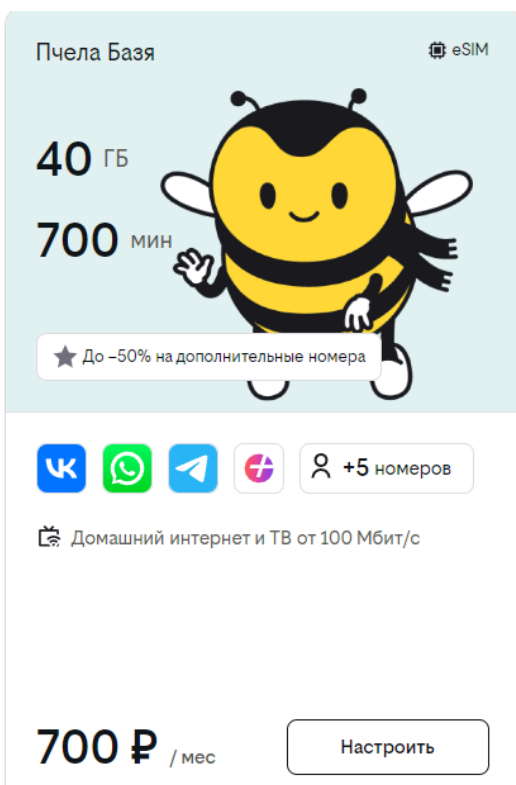 Пчела Базя
eSIM
40 ГБ
700 мин
До –50% на дополнительные номера
+5 номеров
Домашний интернет и ТВ от 100 Мбит/с
700 ₽ / мес
Настроить